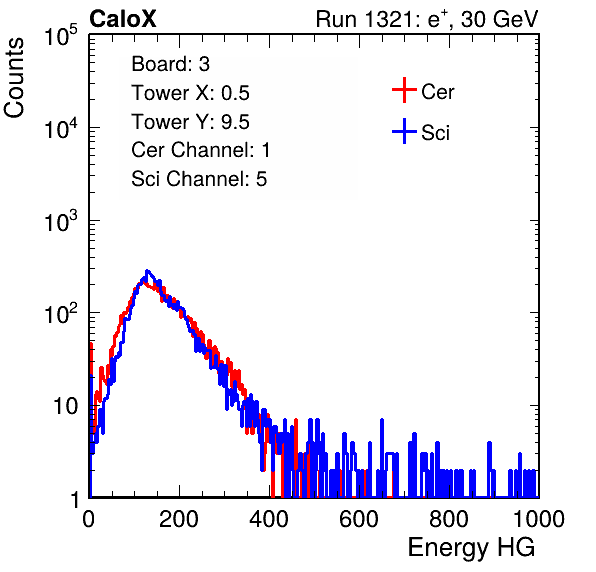 CaloX Run 1321: e⁺, 30 GeV
Counts
Board: 3
Tower X: 0.5
Tower Y: 9.5
Cer Channel: 1
Sci Channel: 5
Cer
Sci
10⁵
10⁴
10³
10²
10
1
0 200 400 600 800 1000
Energy HG